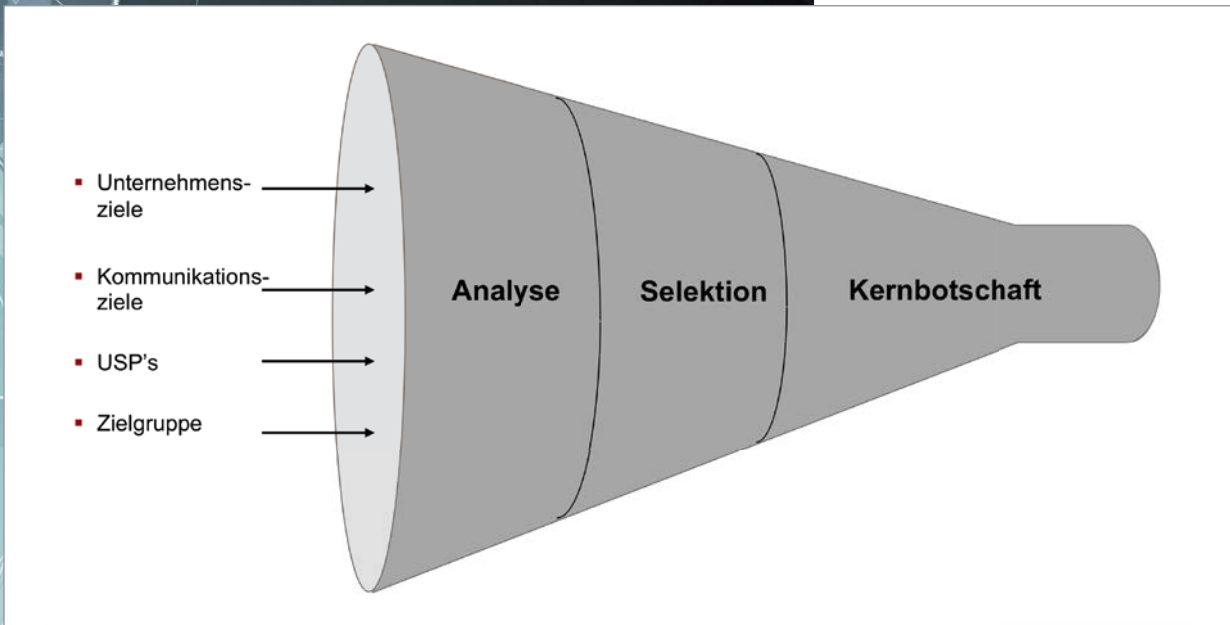 Unternehmens-
ziele
Kommunikations-
ziele
USP's
Zielgruppe
Analyse
Selektion
Kernbotschaft